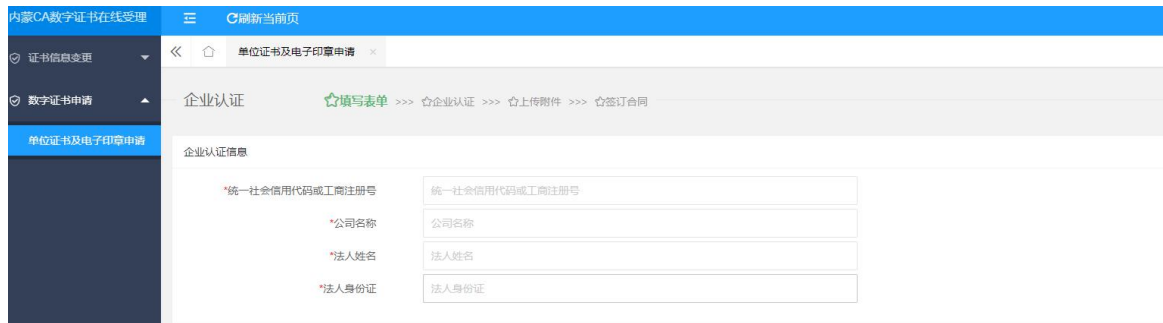 内蒙CA数字证书在线受理
刷新当前页
证书信息变更
单位证书及电子印章申请 ×
数字证书申请
企业认证 填写表单 >>> 企业认证 >>> 上传附件 >>> 签订合同
单位证书及电子印章申请
企业认证信息
*统一社会信用代码或工商注册号 统一社会信用代码或工商注册号
*公司名称 公司名称
*法人姓名 法人姓名
*法人身份证 法人身份证